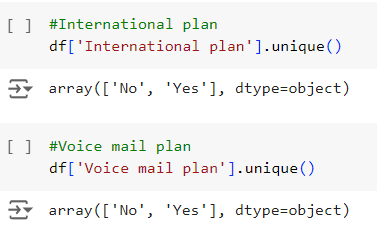 [ ] #International plan
df['International plan'].unique()
array(['No', 'Yes'], dtype=object)
[ ] #Voice mail plan
df['Voice mail plan'].unique()
array(['No', 'Yes'], dtype=object)